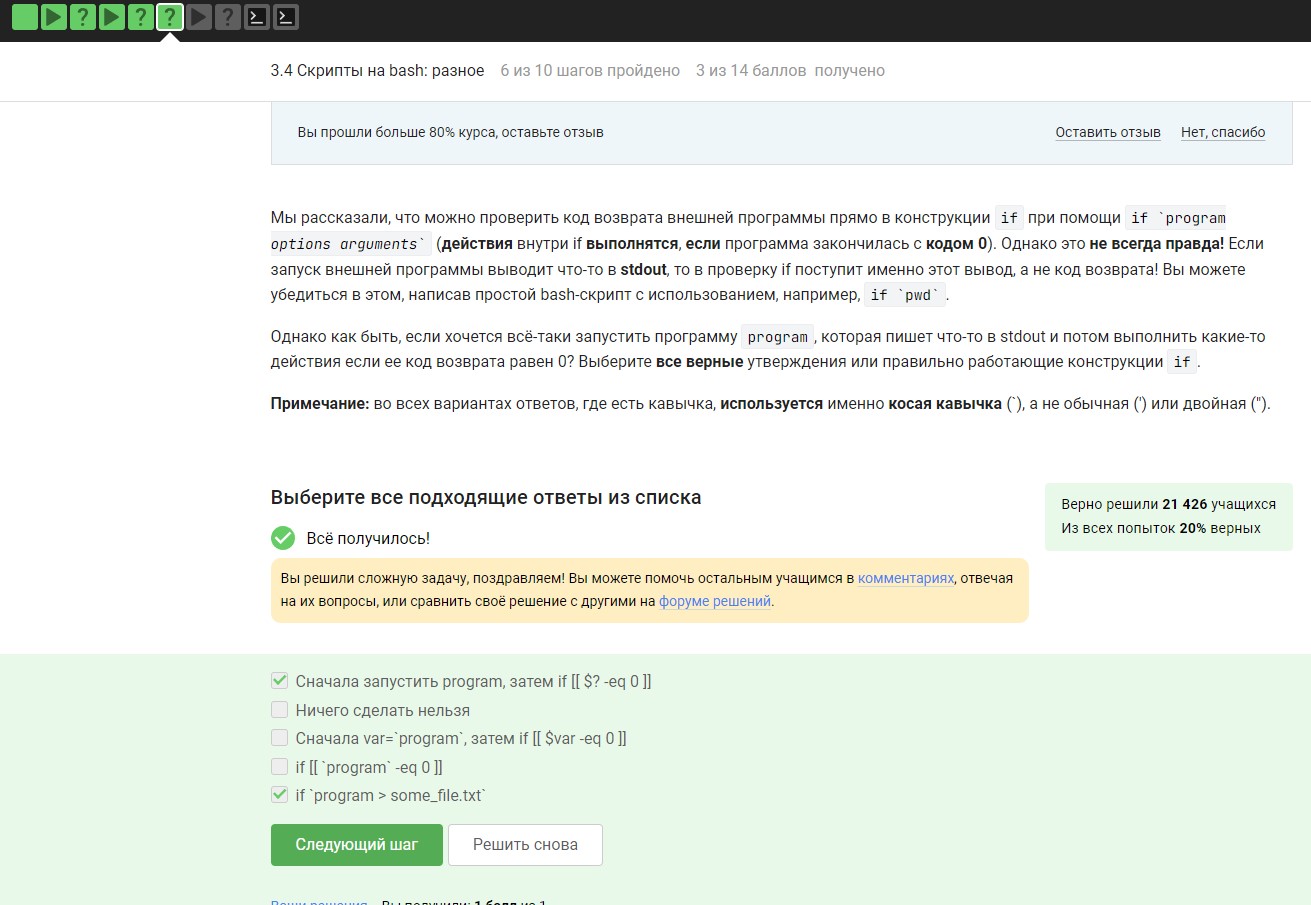 3.4 Скрипты на bash: разное 6 из 10 шагов пройдено 3 из 14 баллов получено
Вы прошли больше 80% курса, оставьте отзыв Оставить отзыв Нет, спасибо
Мы рассказали, что можно проверить код возврата внешней программы прямо в конструкции if при помощи if `program
options arguments` (действия внутри if выполнятся, если программа закончилась с кодом 0). Однако это не всегда правда! Если
запуск внешней программы выводит что-то в stdout, то в проверку if поступит именно этот вывод, а не код возврата! Вы можете
убедиться в этом, написав простой bash-скрипт с использованием, например, if `pwd`.
Однако как быть, если хочется всё-таки запустить программу program, которая пишет что-то в stdout и потом выполнить какие-то
действия если ее код возврата равен 0? Выберите все верные утверждения или правильно работающие конструкции if.
Примечание: во всех вариантах ответов, где есть кавычка, используется именно косая кавычка (`), а не обычная (') или двойная (").
Выберите все подходящие ответы из списка
Верно решили 21 426 учащихся
Из всех попыток 20% верных
Всё получилось!
Вы решили сложную задачу, поздравляем! Вы можете помочь остальным учащимся в комментариях, отвечая
на их вопросы, или сравнить своё решение с другими на форуме решений.
Сначала запустить program, затем if [[ $? -eq 0 ]]
Ничего сделать нельзя
Сначала var=`program`, затем if [[ $var -eq 0 ]]
if [[ `program` -eq 0 ]]
if `program > some_file.txt`
Следующий шаг Решить снова
Ваши решения Вы получили: 1 балл из 1